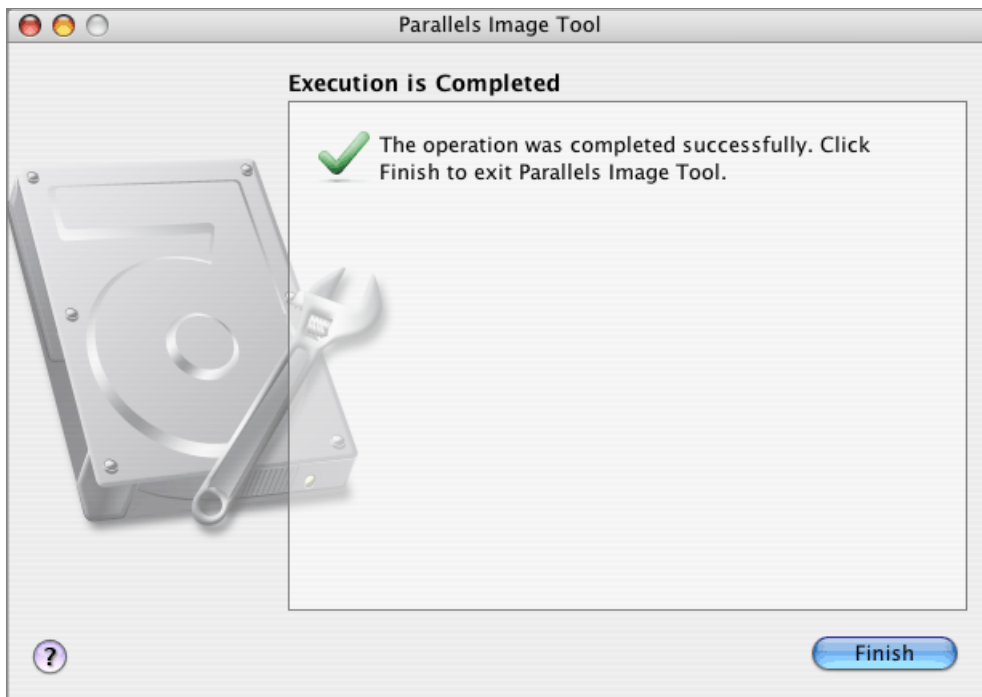 Parallels Image Tool
Execution is Completed
The operation was completed successfully. Click
Finish to exit Parallels Image Tool.
?
Finish